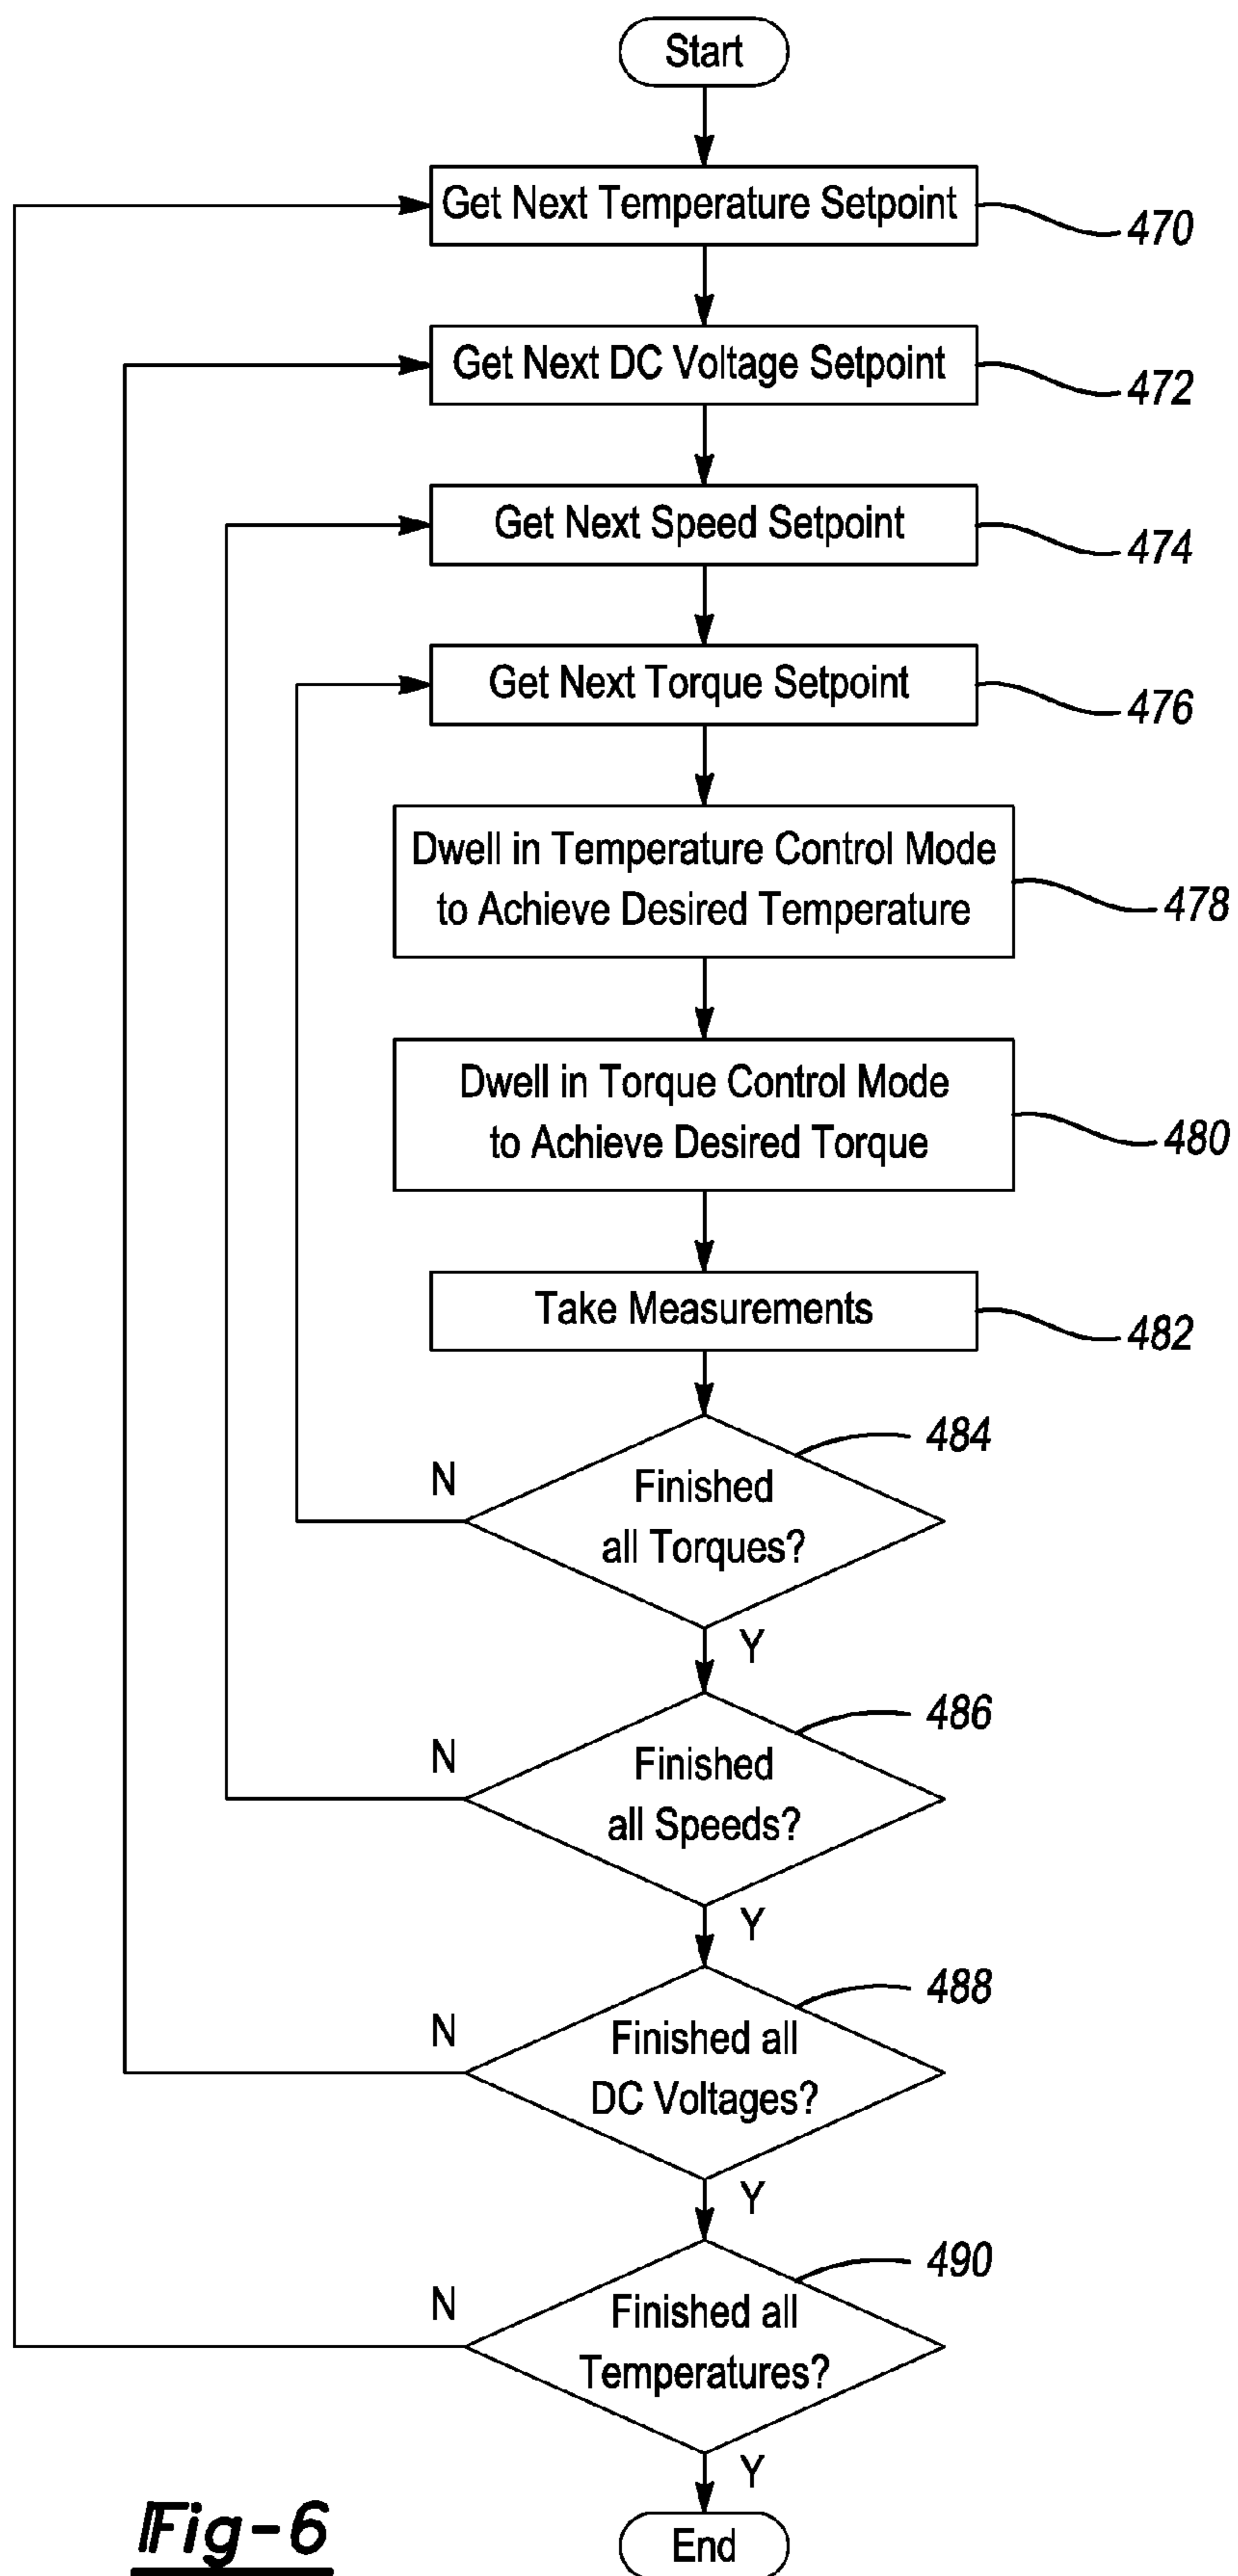 Start
Get Next Temperature Setpoint
470
Get Next DC Voltage Setpoint
472
Get Next Speed Setpoint
474
Get Next Torque Setpoint
476
Dwell in Temperature Control Mode
to Achieve Desired Temperature
478
Dwell in Torque Control Mode
to Achieve Desired Torque
480
Take Measurements
482
484
N
Finished
all Torques?
Y
486
N
Finished
all Speeds?
Y
488
N
Finished all
DC Voltages?
Y
490
N
Finished all
Temperatures?
Y
End
Fig-6